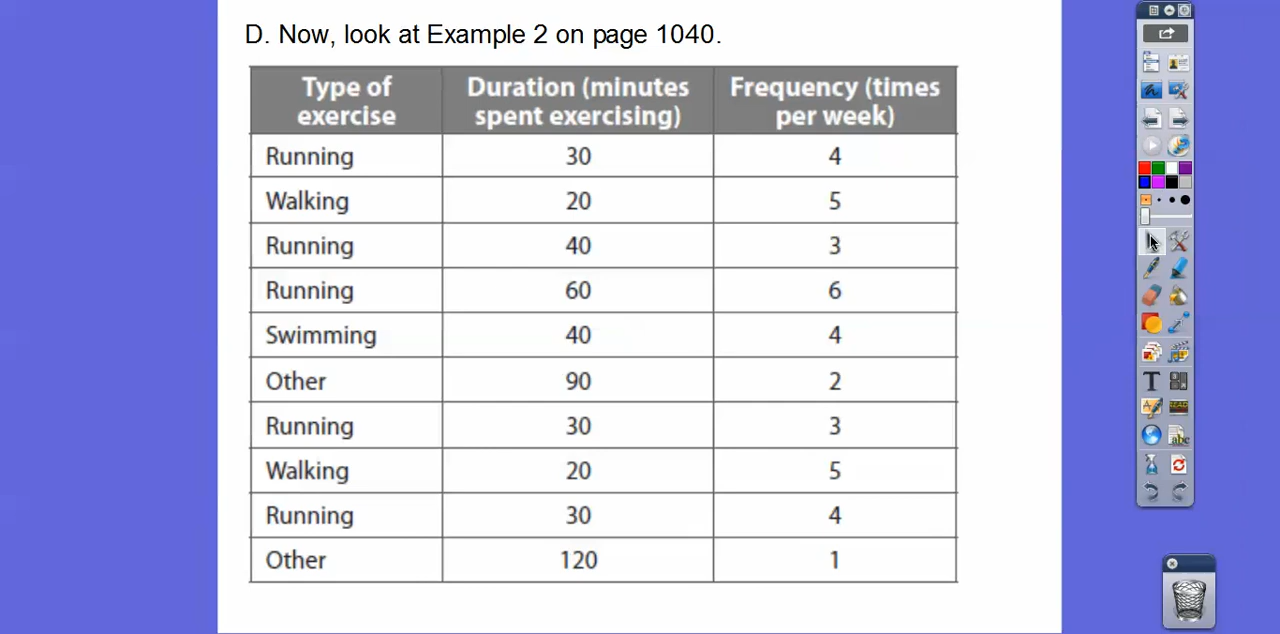 D. Now, look at Example 2 on page 1040.
Type of exercise Duration (minutes spent exercising) Frequency (times per week)
Running 30 4
Walking 20 5
Running 40 3
Running 60 6
Swimming 40 4
Other 90 2
Running 30 3
Walking 20 5
Running 30 4
Other 120 1